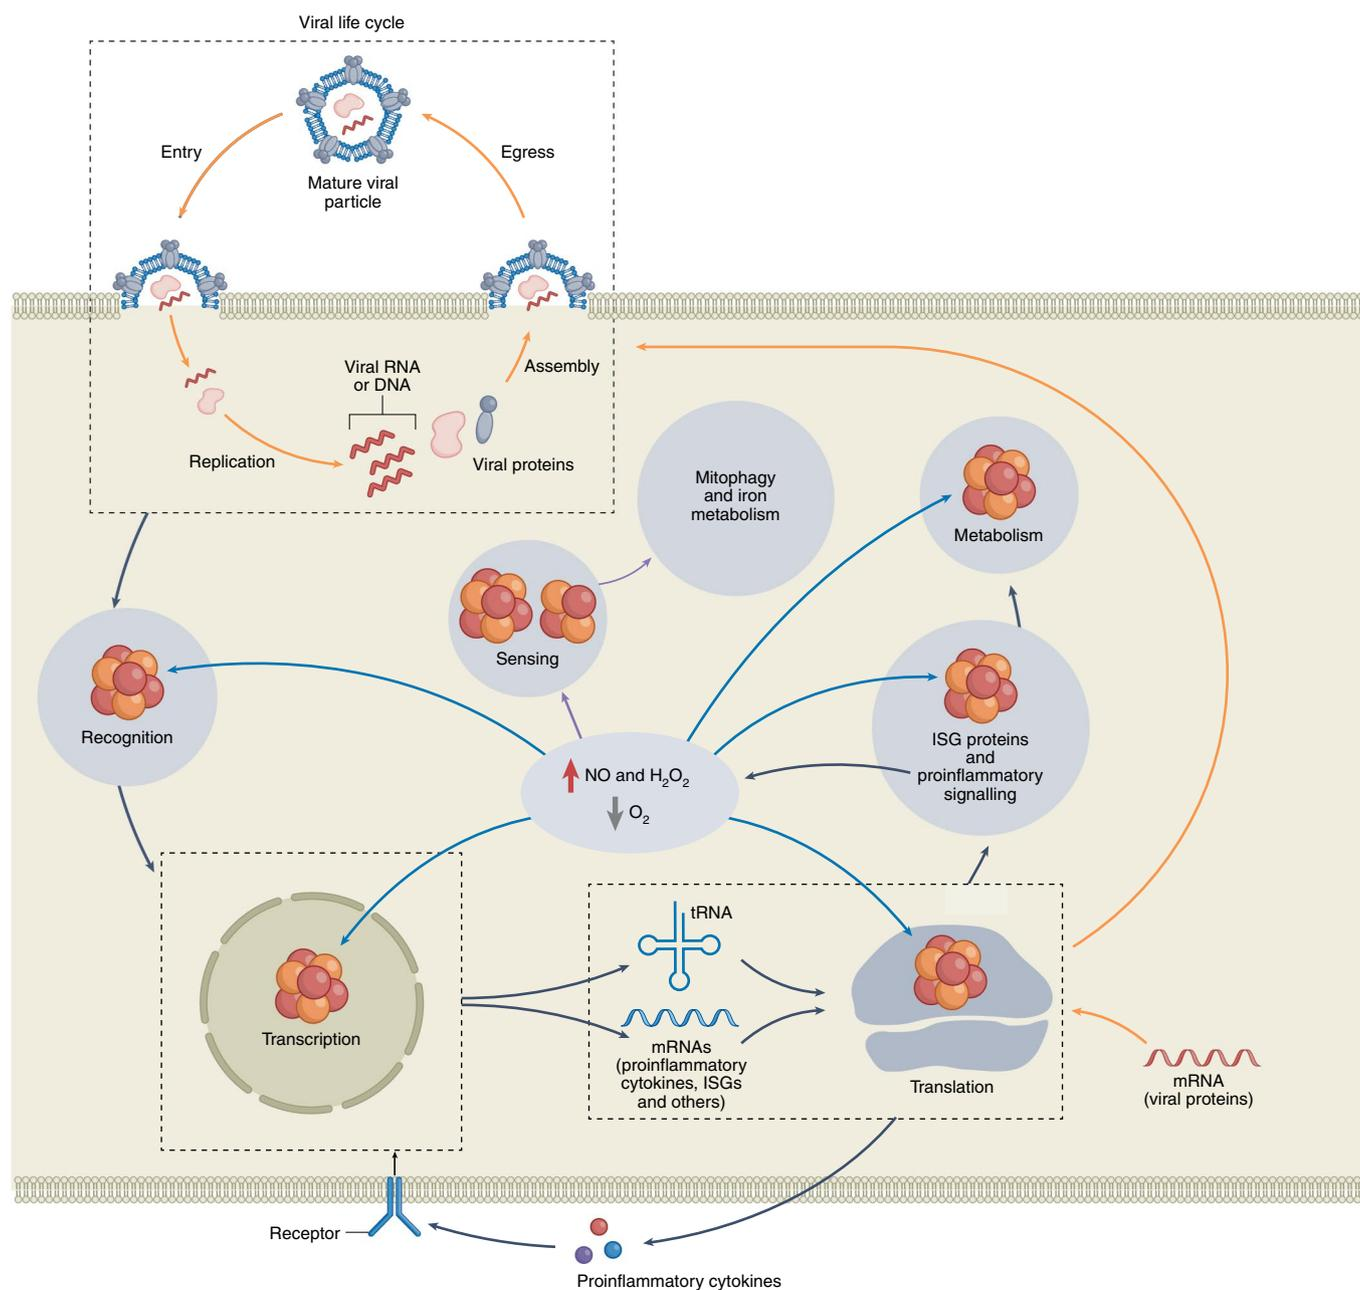 Viral life cycle
Entry
Egress
Mature viral
particle
Viral RNA
or DNA
Assembly
Replication
Viral proteins
Mitophagy
and iron
metabolism
Metabolism
Sensing
Recognition
ISG proteins
and
proinflammatory
signalling
NO and H₂O₂
O₂
tRNA
Transcription
mRNAs
(proinflammatory
cytokines, ISGs
and others)
Translation
mRNA
(viral proteins)
Receptor
Proinflammatory cytokines